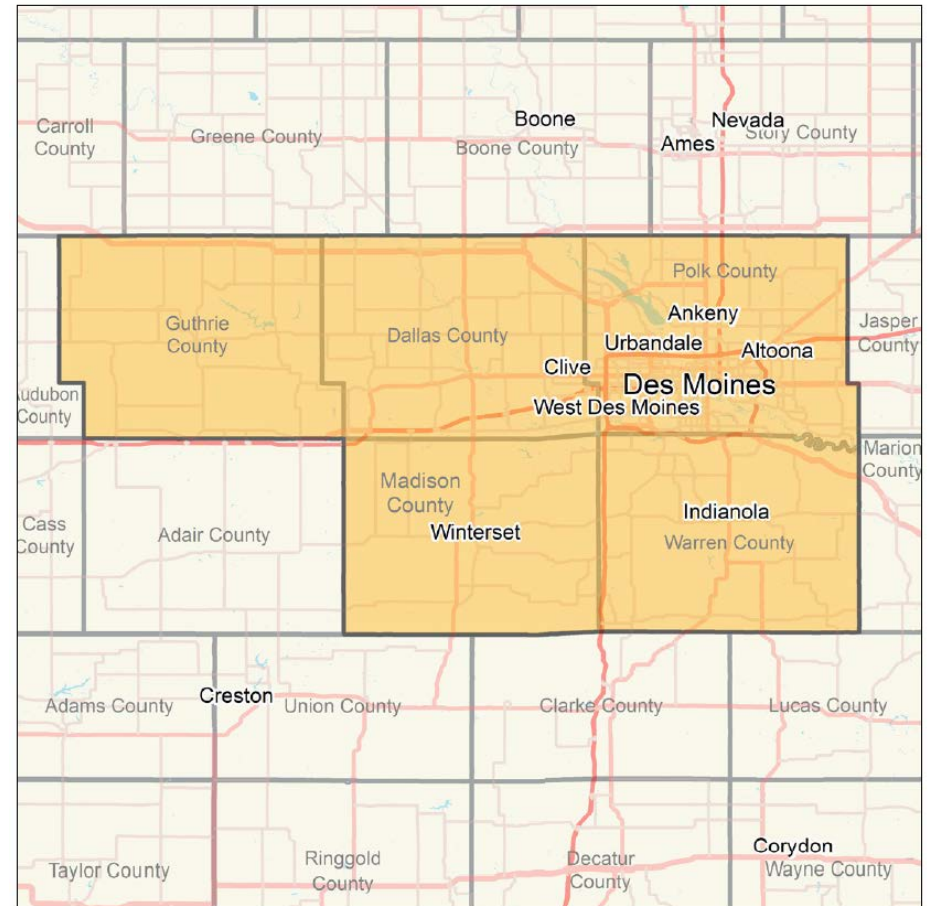 Boone
Nevada
Carroll
County
Greene County
Boone County
Story County
Ames
Polk County
Guthrie
County
Dallas County
Ankeny
Urbandale
Altoona
Jasper
County
Clive
Des Moines
West Des Moines
udubon
County
Marion
County
Madison
County
Indianola
Winterset
Warren County
Cass
County
Adair County
Creston
Adams County
Union County
Clarke County
Lucas County
Corydon
Taylor County
Ringgold
County
Decatur
County
Wayne County